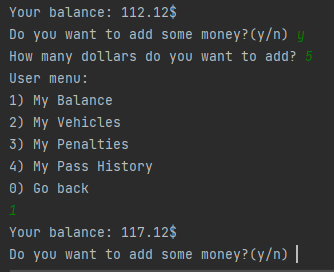 Your balance: 112.12$
Do you want to add some money?(y/n) y
How many dollars do you want to add? 5
User menu:
1) My Balance
2) My Vehicles
3) My Penalties
4) My Pass History
0) Go back
1
Your balance: 117.12$
Do you want to add some money?(y/n)